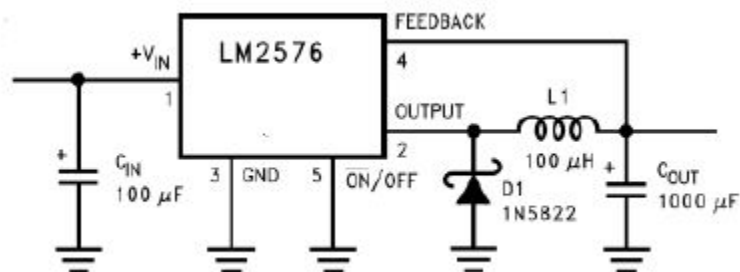 FEEDBACK
LM2576
+VIN
4
1
OUTPUT
L1
2
100 μH
+
CIN
100 μF
3
GND
5
ON/OFF
D1
1N5822
+
COUT
1000 μF